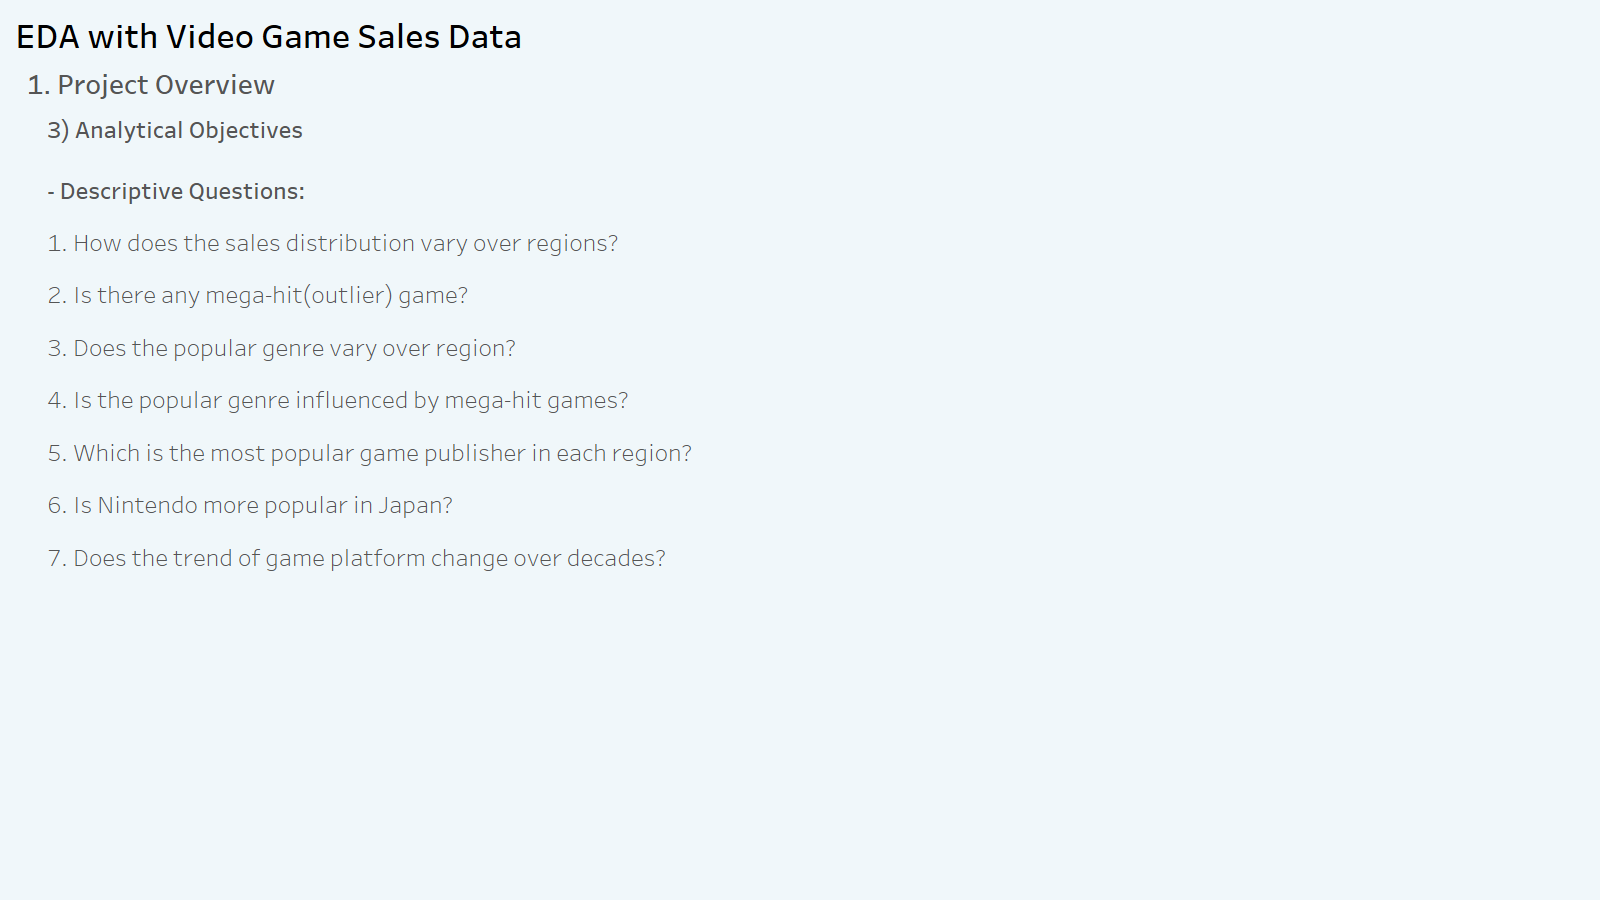 EDA with Video Game Sales Data
1. Project Overview
3) Analytical Objectives
- Descriptive Questions:
1. How does the sales distribution vary over regions?
2. Is there any mega-hit(outlier) game?
3. Does the popular genre vary over region?
4. Is the popular genre influenced by mega-hit games?
5. Which is the most popular game publisher in each region?
6. Is Nintendo more popular in Japan?
7. Does the trend of game platform change over decades?